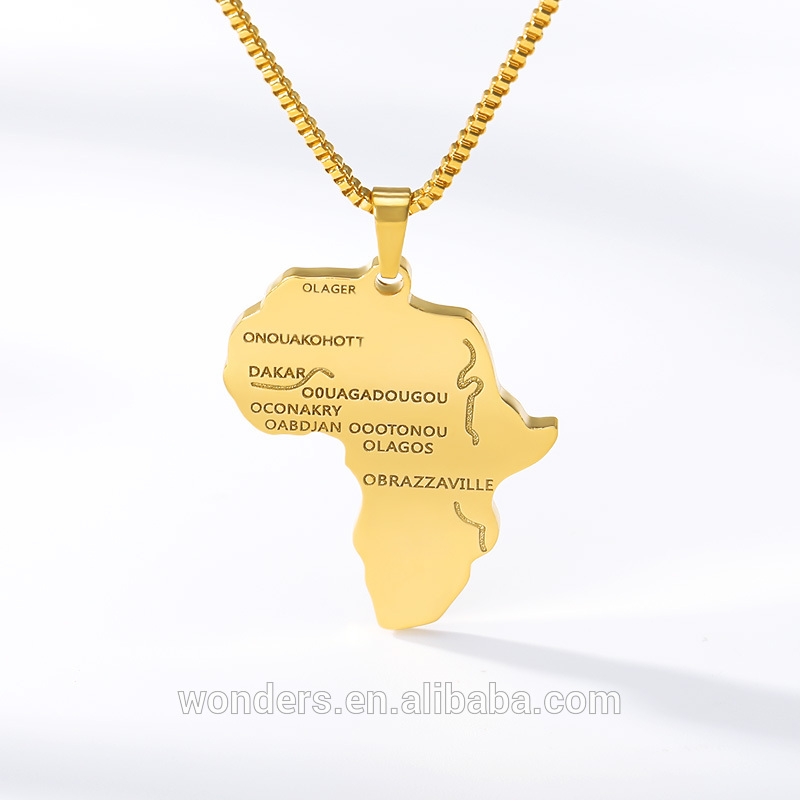 OLAGER
ONOUAKOHOTT
DAKAR
O0UAGADOUGOU
OCONAKRY
OABDJAN OOOTONOU
OLAGOS
OBRAZZAVILLE
wonders.en.alibaba.com